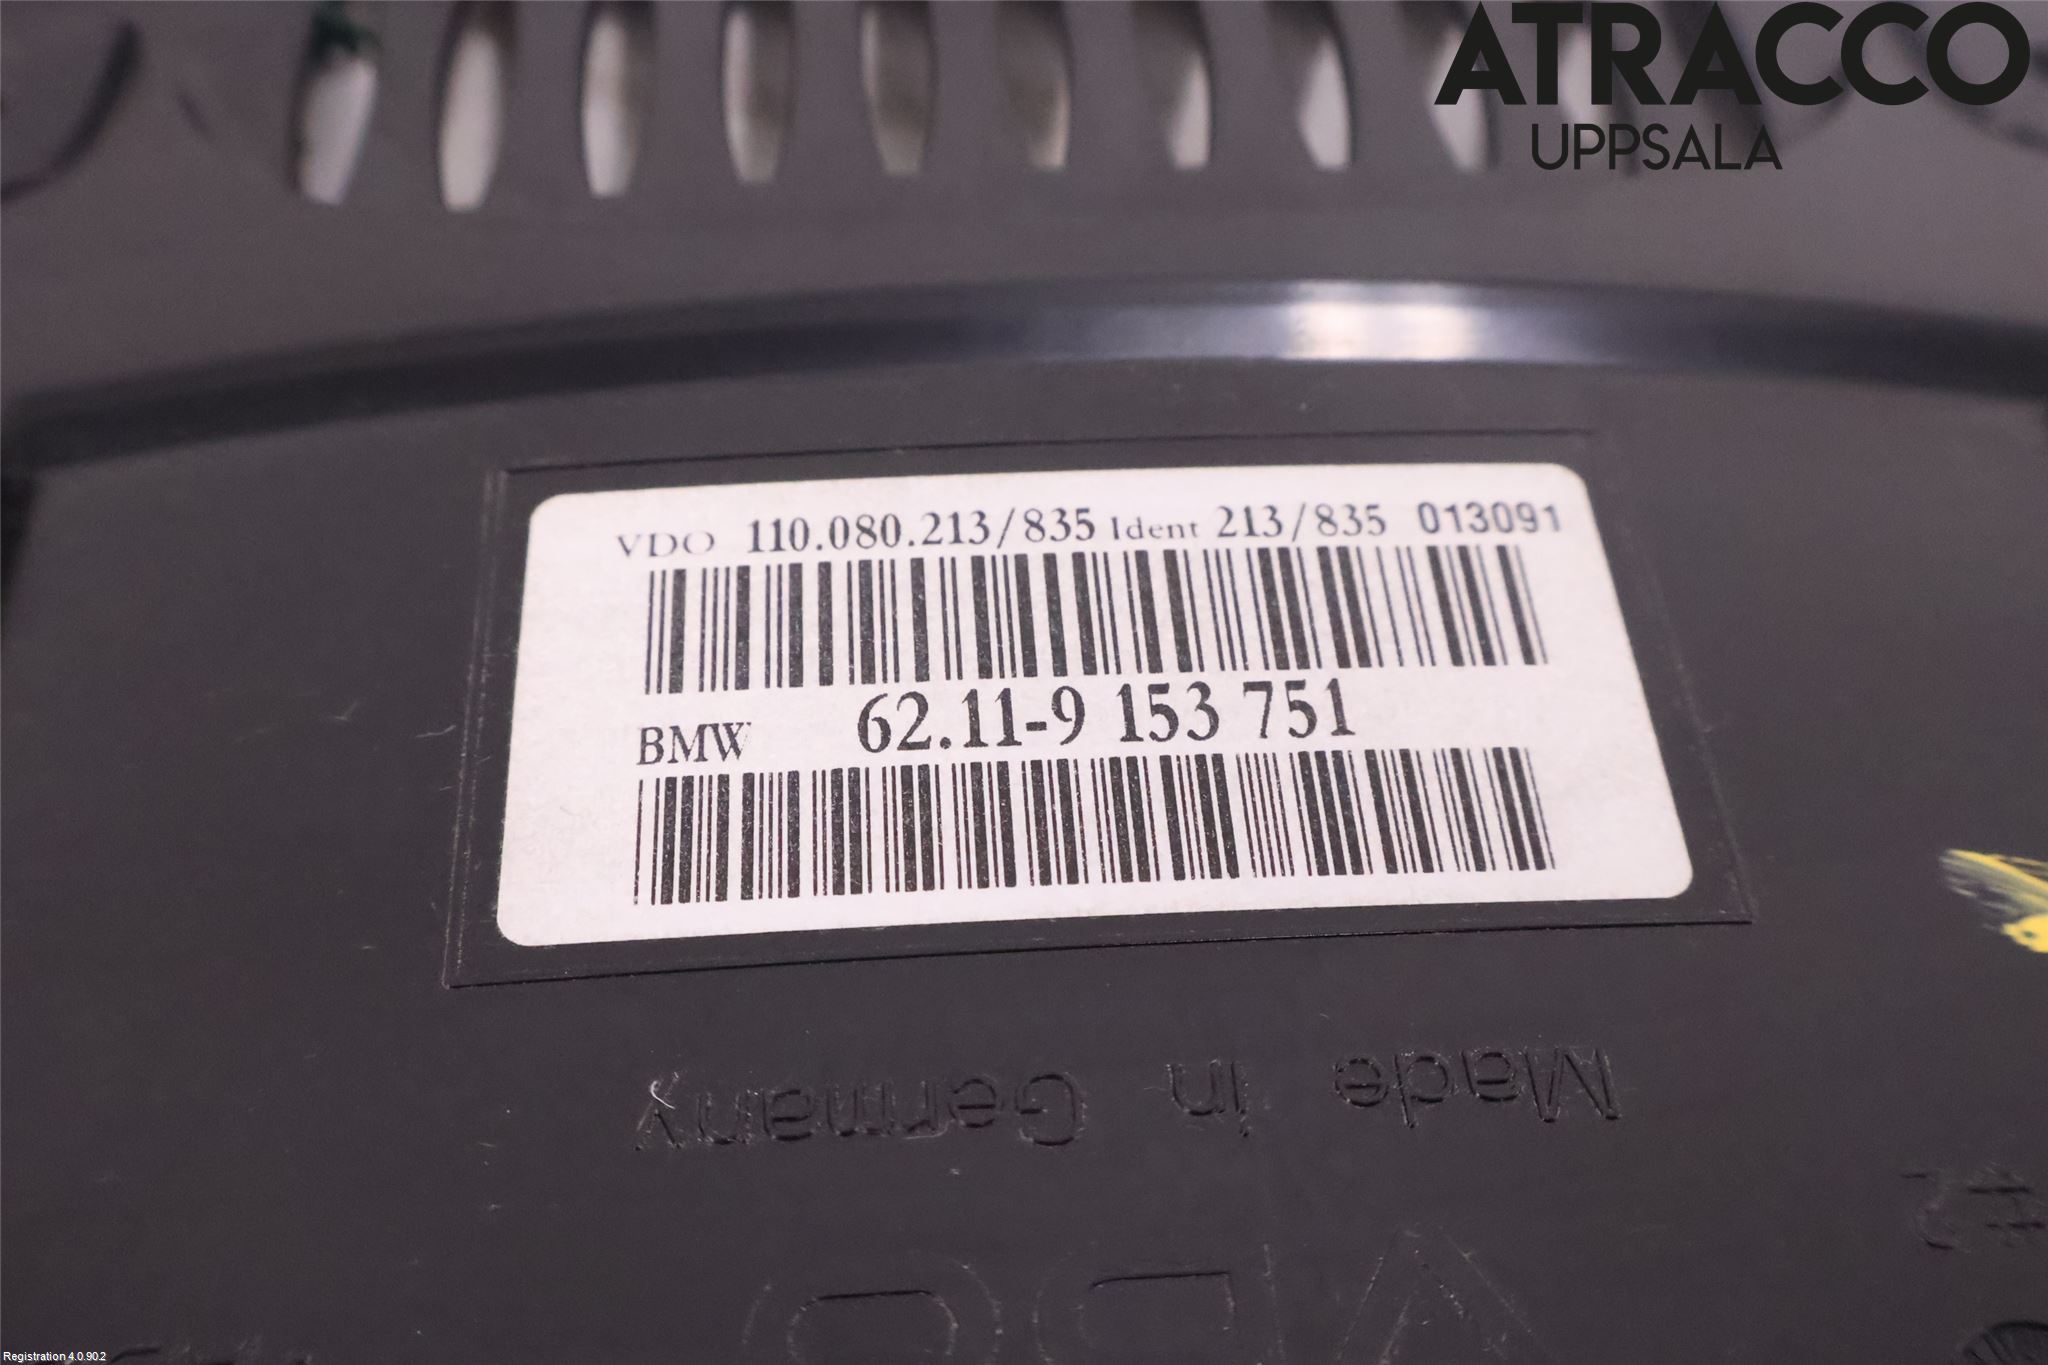 ATRACCO
UPPSALA
VDO 110.080.213/835 Ident 213/835 013091
BMW 62.11-9 153 751
Made in Germany
VDO
Registration 4.0.90.2